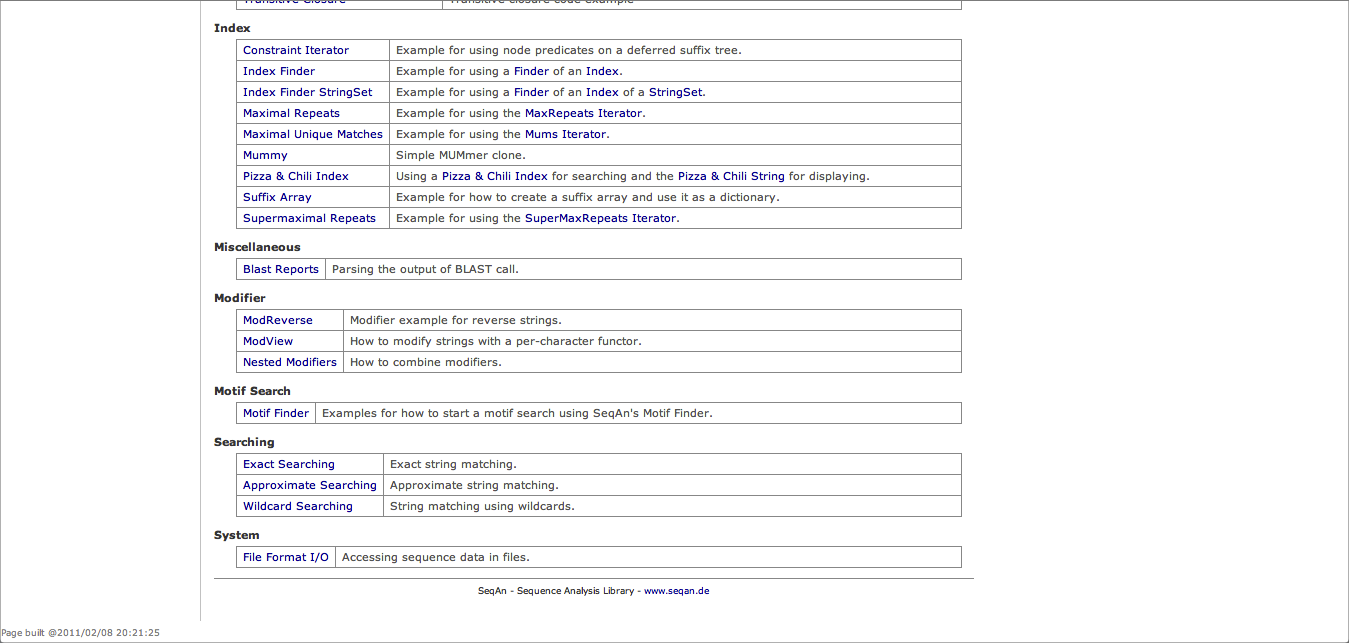 Transitive Closure Transitive closure code example
Index
Constraint Iterator Example for using node predicates on a deferred suffix tree.
Index Finder Example for using a Finder of an Index.
Index Finder StringSet Example for using a Finder of an Index of a StringSet.
Maximal Repeats Example for using the MaxRepeats Iterator.
Maximal Unique Matches Example for using the Mums Iterator.
Mummy Simple MUMmer clone.
Pizza & Chili Index Using a Pizza & Chili Index for searching and the Pizza & Chili String for displaying.
Suffix Array Example for how to create a suffix array and use it as a dictionary.
Supermaximal Repeats Example for using the SuperMaxRepeats Iterator.
Miscellaneous
Blast Reports Parsing the output of BLAST call.
Modifier
ModReverse Modifier example for reverse strings.
ModView How to modify strings with a per-character functor.
Nested Modifiers How to combine modifiers.
Motif Search
Motif Finder Examples for how to start a motif search using SeqAn's Motif Finder.
Searching
Exact Searching Exact string matching.
Approximate Searching Approximate string matching.
Wildcard Searching String matching using wildcards.
System
File Format I/O Accessing sequence data in files.
SeqAn - Sequence Analysis Library - www.seqan.de
Page built @2011/02/08 20:21:25